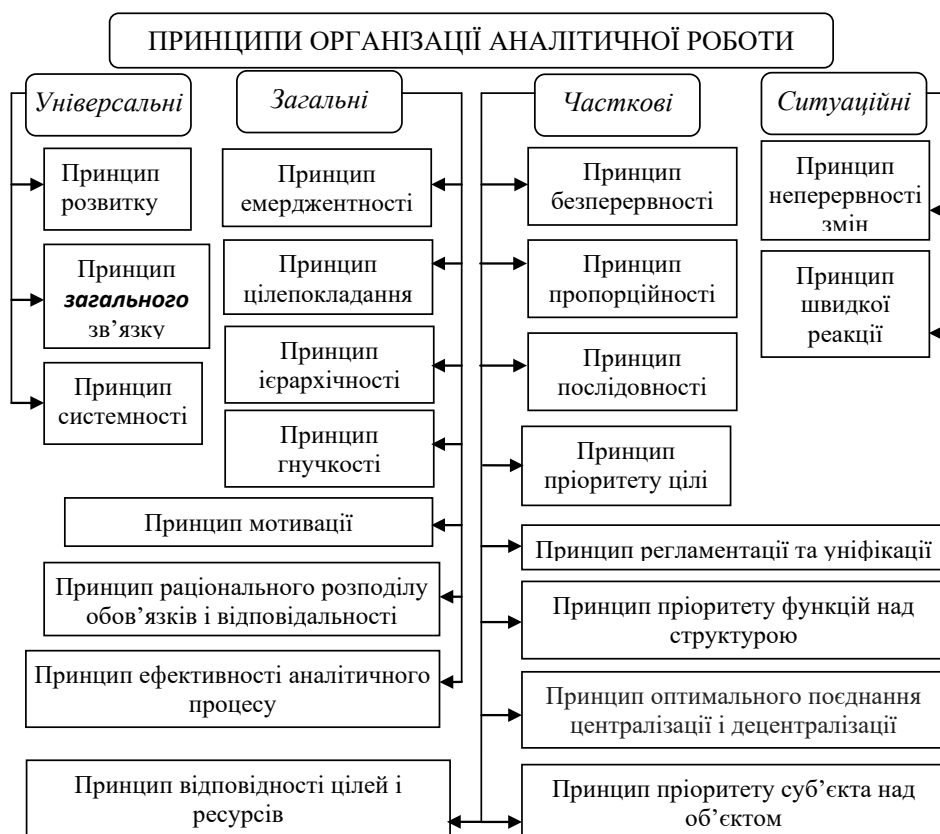 ПРИНЦИПИ ОРГАНІЗАЦІЇ АНАЛІТИЧНОЇ РОБОТИ
Універсальні
Загальні
Часткові
Ситуаційні
Принцип
розвитку
Принцип
загального
зв’язку
Принцип
системності
Принцип
емерджентності
Принцип
цілепокладання
Принцип
ієрархічності
Принцип
гнучкості
Принцип мотивації
Принцип раціонального розподілу
обов’язків і відповідальності
Принцип ефективності аналітичного
процесу
Принцип
безперервності
Принцип
пропорційності
Принцип
послідовності
Принцип
пріоритету цілі
Принцип регламентації та уніфікації
Принцип пріоритету функцій над
структурою
Принцип оптимального поєднання
централізації і децентралізації
Принцип відповідності цілей і
ресурсів
Принцип пріоритету суб’єкта над
об’єктом
Принцип
неперервності
змін
Принцип
швидкої
реакції